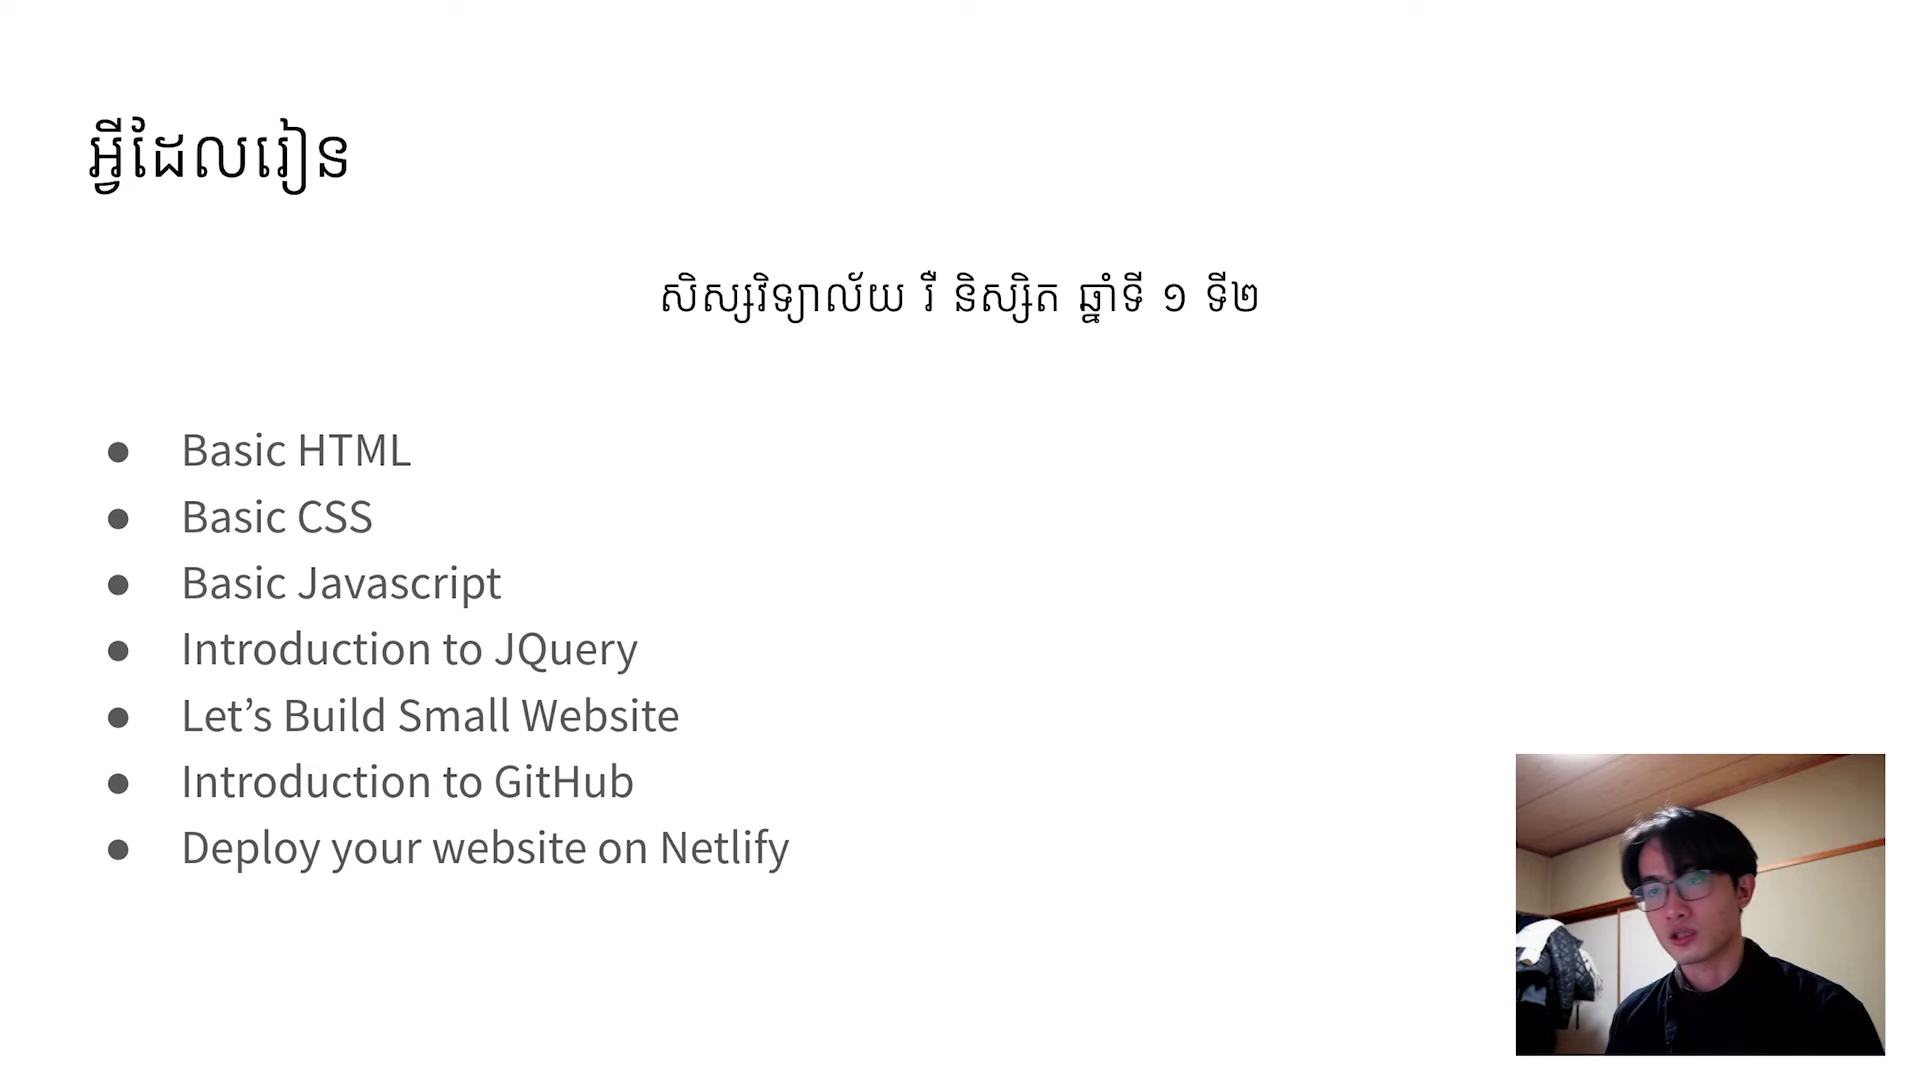 អ្វីដែលរៀន
សិស្សវិទ្យាល័យ រឺ និស្សិត ឆ្នាំទី ១ ទី២
● Basic HTML
● Basic CSS
● Basic Javascript
● Introduction to JQuery
● Let’s Build Small Website
● Introduction to GitHub
● Deploy your website on Netlify